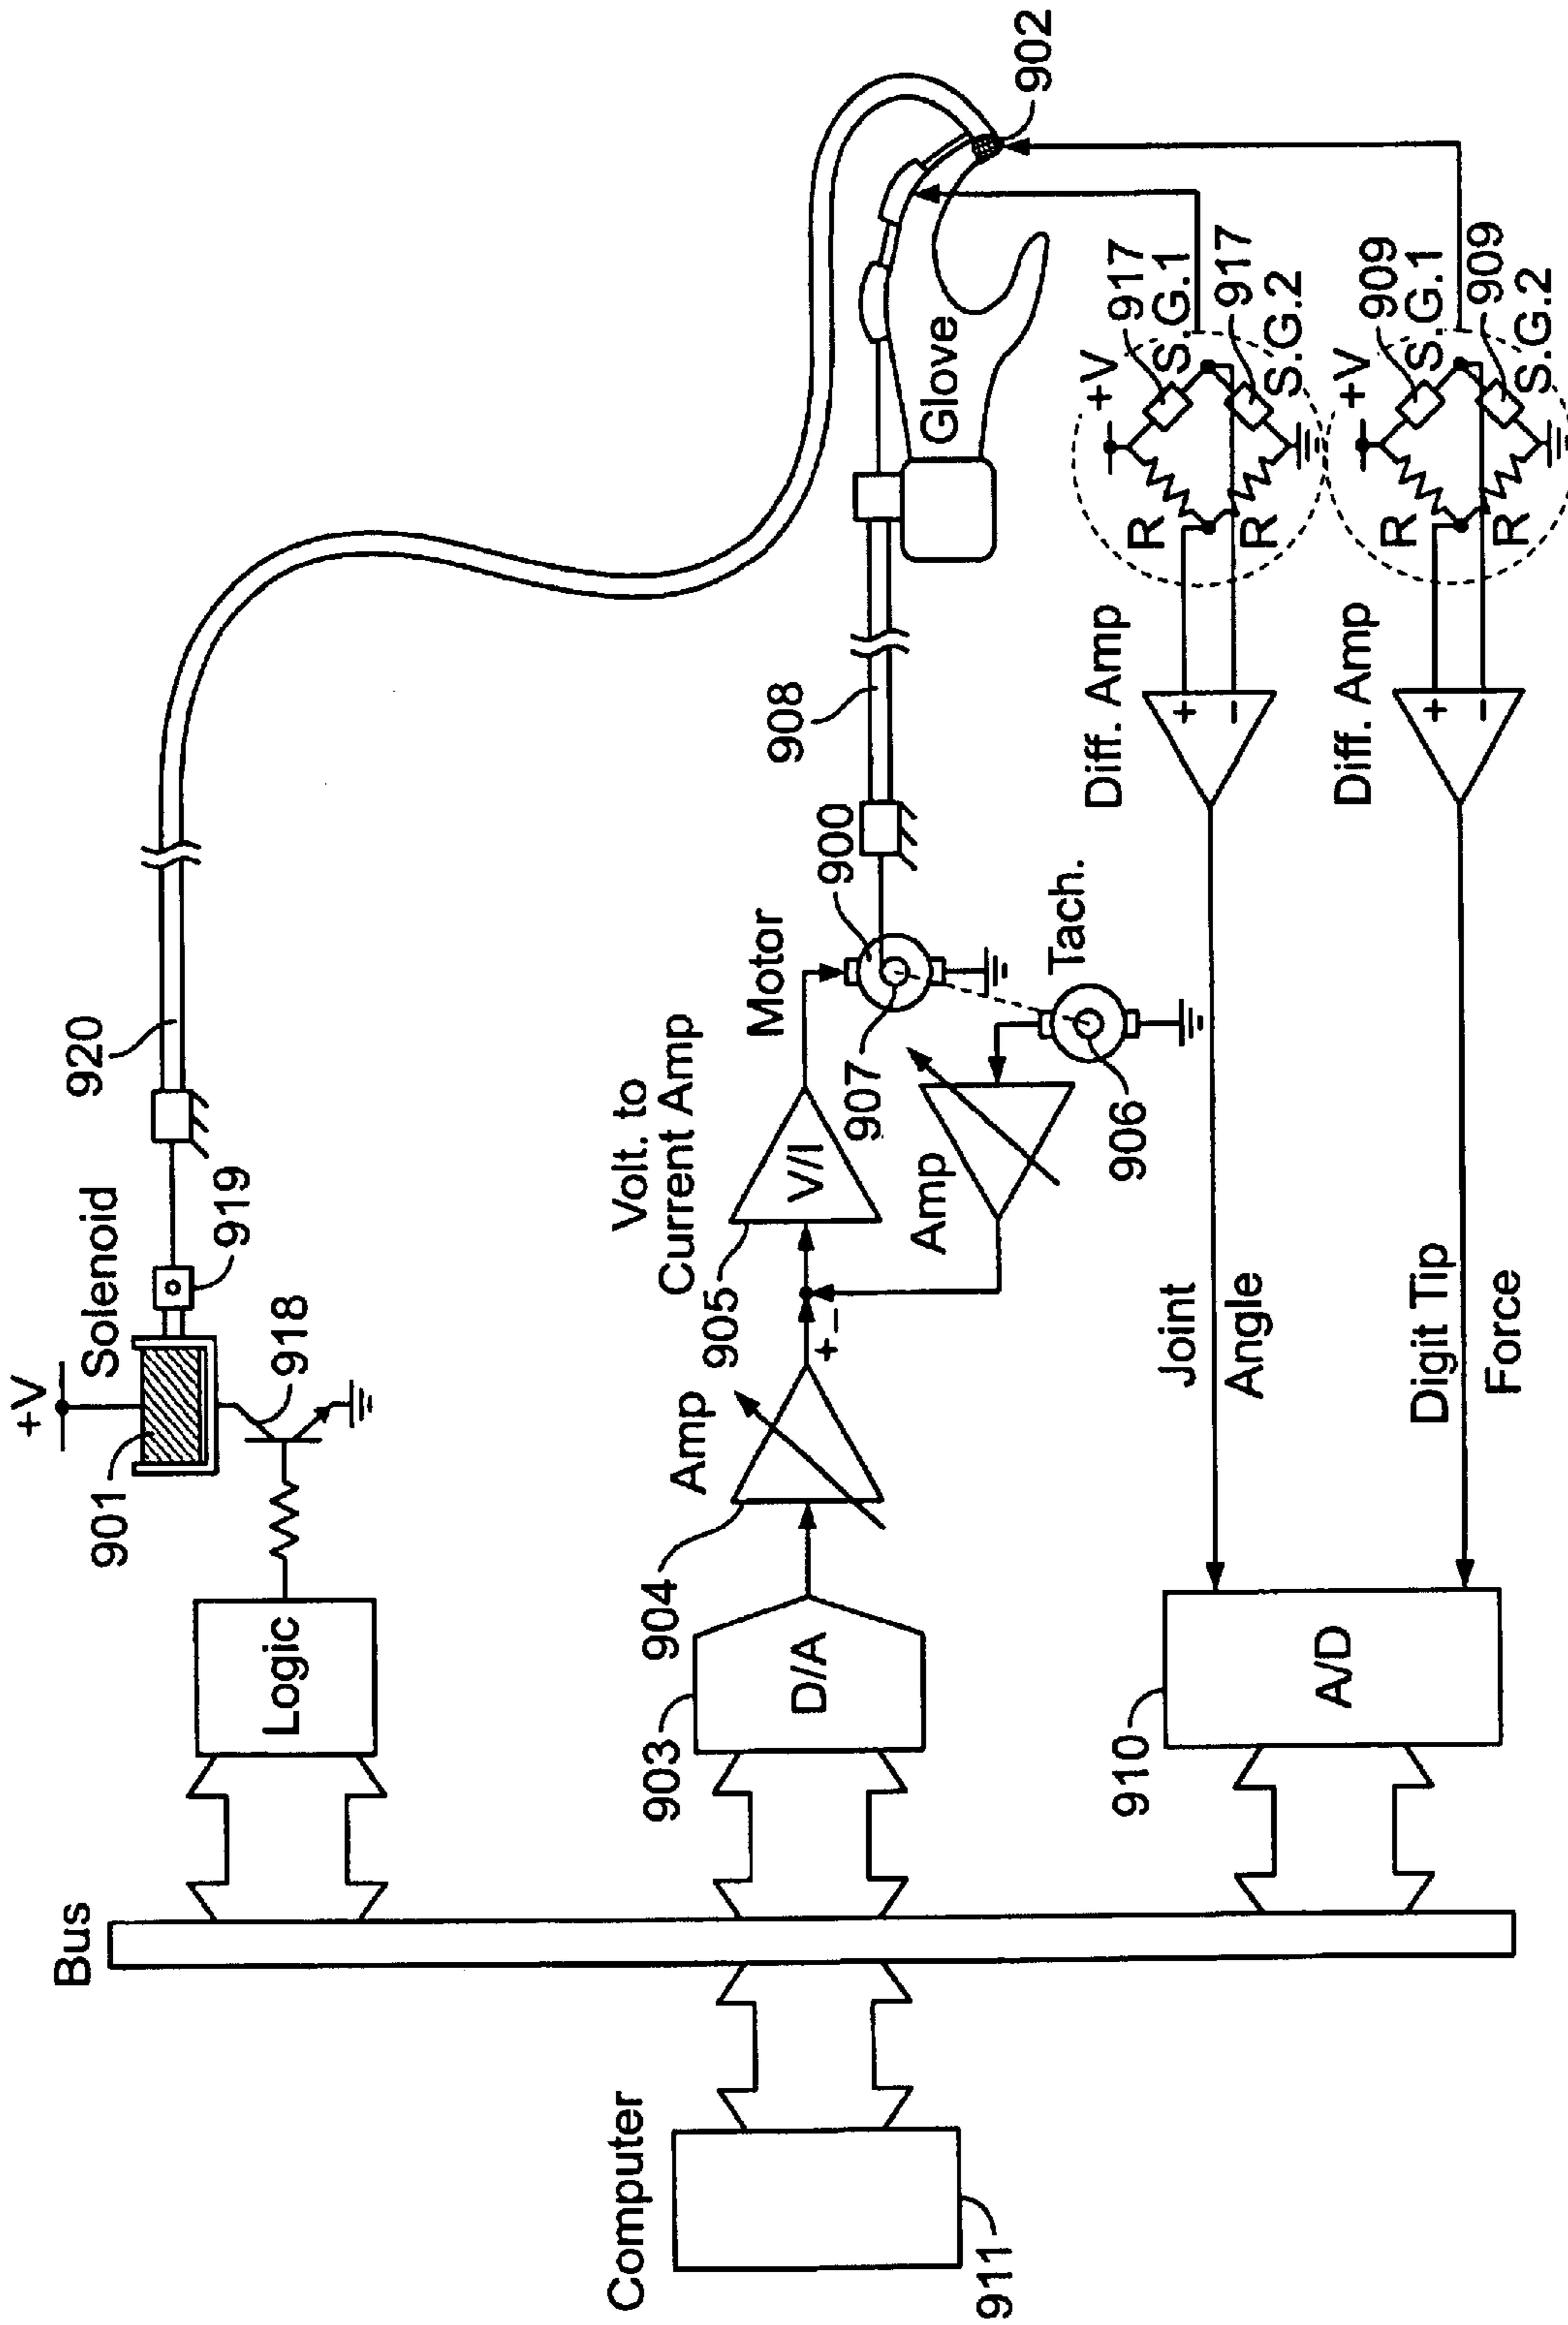 +V
Solenoid
901
918
919
920
Logic
Bus
Computer
911
903
D/A
904
Amp
+
–
905
V/I
Volt. to
Current Amp
Motor
900
907
908
Amp
906
Tach.
Glove
902
910
A/D
Joint
Angle
Diff. Amp
+
–
R
R
+V
917
S.G.1
917
S.G.2
Digit Tip
Force
Diff. Amp
+
–
R
R
+V
909
S.G.1
909
S.G.2